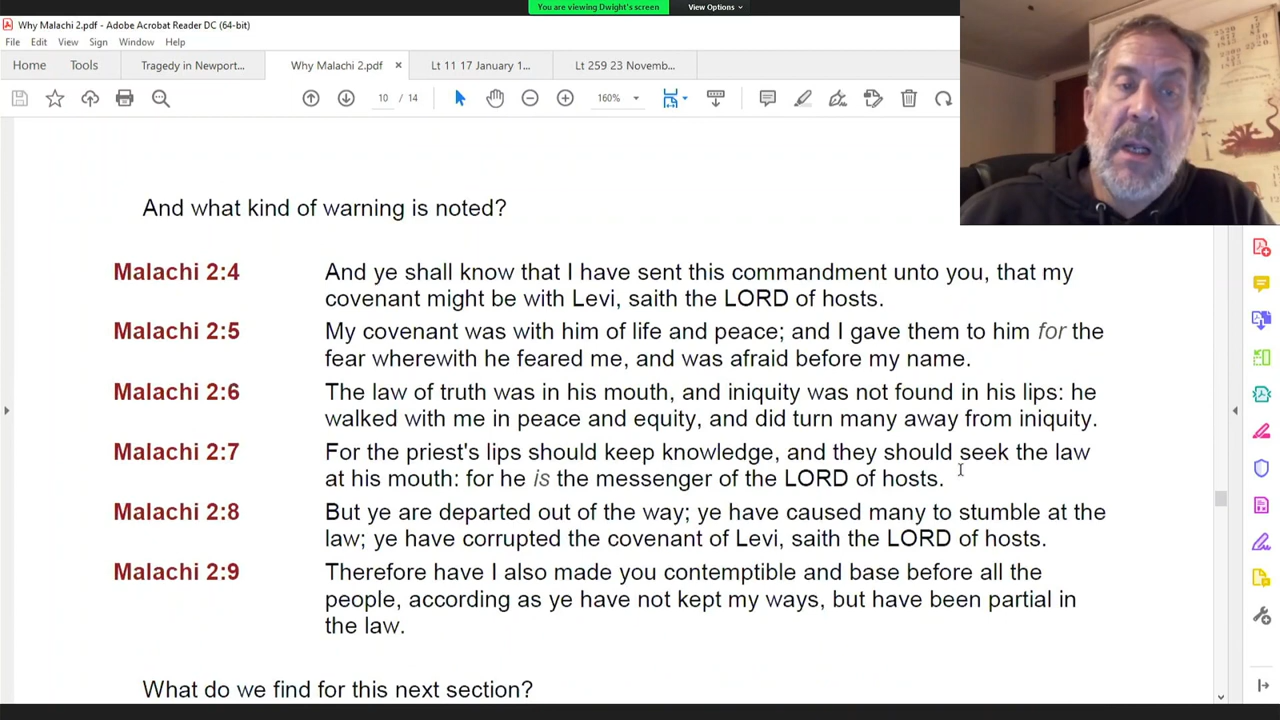 You are viewing Dwight's screen View Options
Why Malachi 2.pdf - Adobe Acrobat Reader DC (64-bit)
File Edit View Sign Window Help
Home Tools Tragedy in Newport... Why Malachi 2.pdf × Lt 11 17 January 1... Lt 259 23 Novemb...
10 / 14 160%
And what kind of warning is noted?
Malachi 2:4 And ye shall know that I have sent this commandment unto you, that my
covenant might be with Levi, saith the LORD of hosts.
Malachi 2:5 My covenant was with him of life and peace; and I gave them to him for the
fear wherewith he feared me, and was afraid before my name.
Malachi 2:6 The law of truth was in his mouth, and iniquity was not found in his lips: he
walked with me in peace and equity, and did turn many away from iniquity.
Malachi 2:7 For the priest's lips should keep knowledge, and they should seek the law
at his mouth: for he is the messenger of the LORD of hosts.
Malachi 2:8 But ye are departed out of the way; ye have caused many to stumble at the
law; ye have corrupted the covenant of Levi, saith the LORD of hosts.
Malachi 2:9 Therefore have I also made you contemptible and base before all the
people, according as ye have not kept my ways, but have been partial in
the law.
What do we find for this next section?